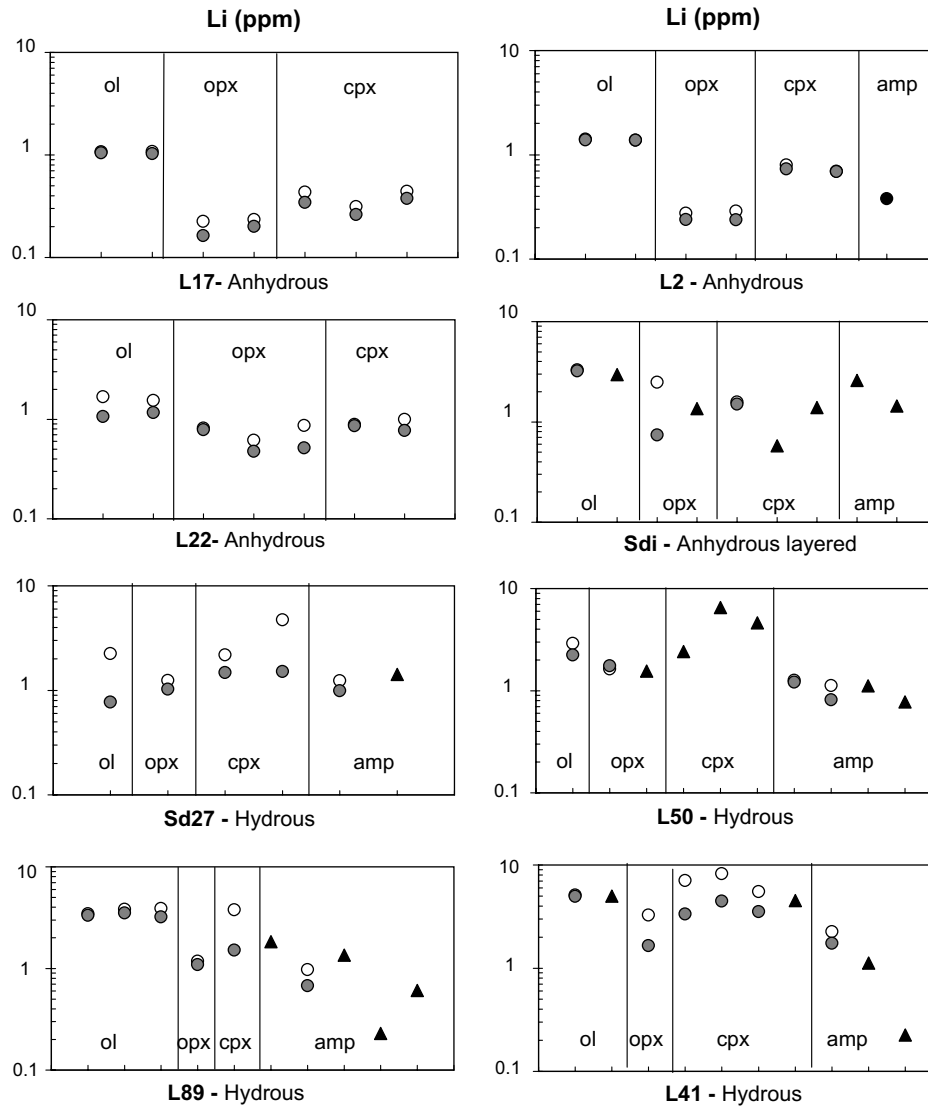 Li (ppm)
Li (ppm)
10
1
0.1
ol opx cpx
L17- Anhydrous
10
1
0.1
ol opx cpx amp
L2 - Anhydrous
10
1
0.1
ol opx cpx
L22- Anhydrous
10
1
0.1
ol opx cpx amp
Sdi - Anhydrous layered
10
1
0.1
ol opx cpx amp
Sd27 - Hydrous
10
1
0.1
ol opx cpx amp
L50 - Hydrous
10
1
0.1
ol opx cpx amp
L89 - Hydrous
10
1
0.1
ol opx cpx amp
L41 - Hydrous